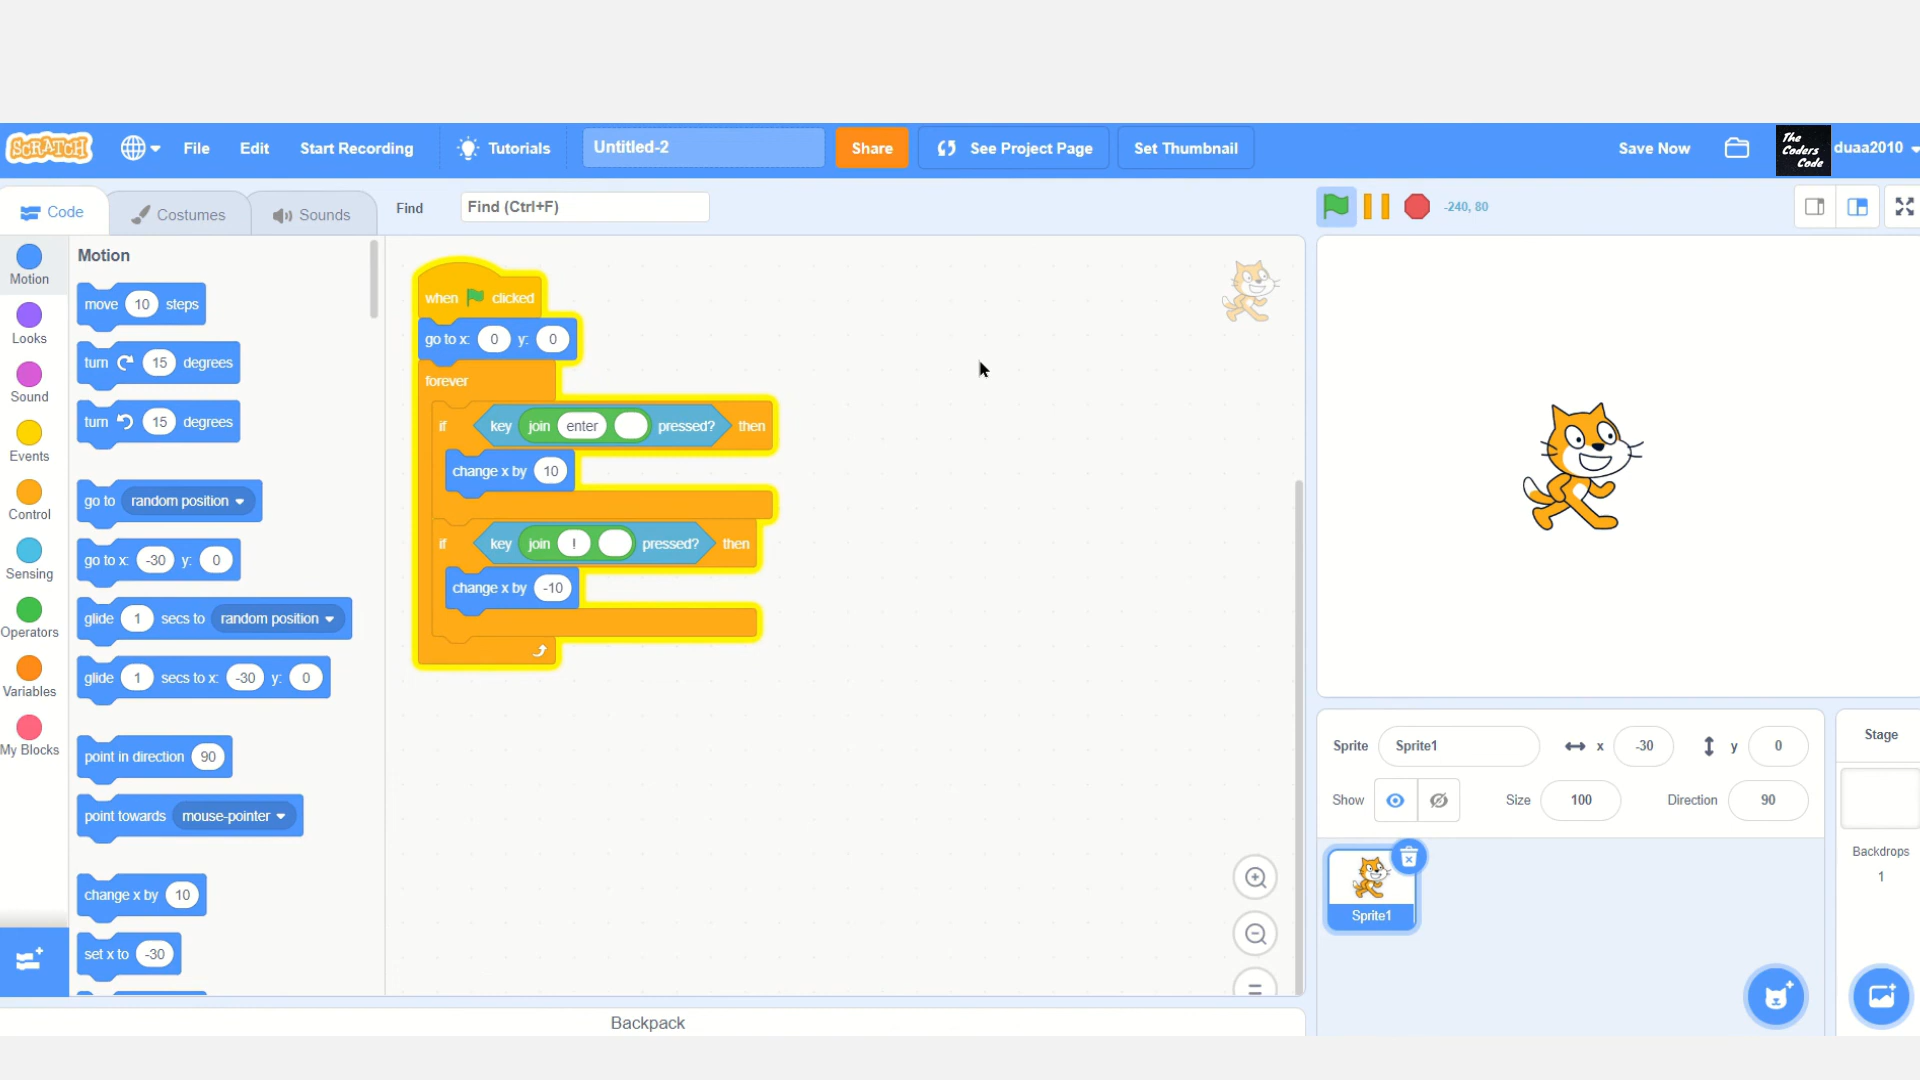 SCRATCH File Edit Start Recording Tutorials Untitled-2 Share See Project Page Set Thumbnail Save Now The Coders Code duaa2010
Code Costumes Sounds Find Find (Ctrl+F) -240, 80
Motion
Looks
Sound
Events
Control
Sensing
Operators
Variables
My Blocks
Motion
move 10 steps
turn 15 degrees
turn 15 degrees
go to random position
go to x: -30 y: 0
glide 1 secs to random position
glide 1 secs to x: -30 y: 0
point in direction 90
point towards mouse-pointer
change x by 10
set x to -30
when clicked
go to x: 0 y: 0
forever
if key join enter pressed? then
change x by 10
if key join ! pressed? then
change x by -10
Backpack
Sprite Sprite1 x -30 y 0
Show Size 100 Direction 90
Sprite1
Stage
Backdrops
1